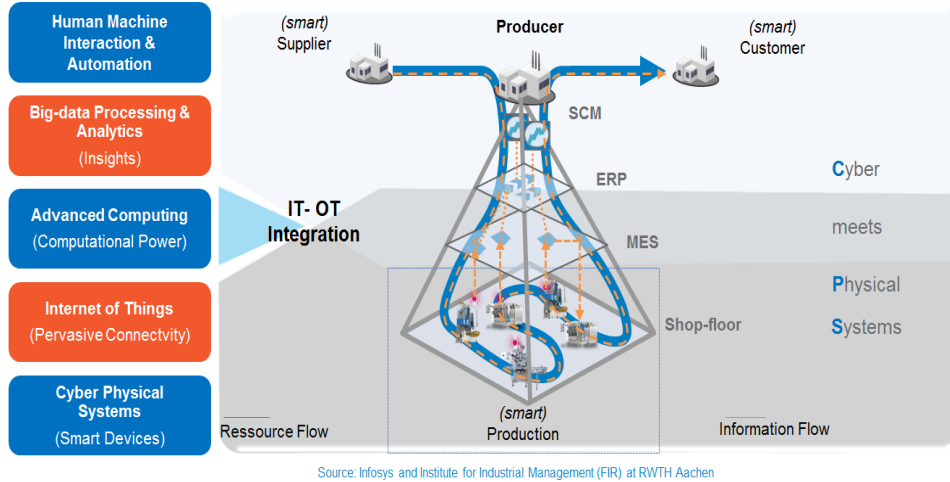 Human Machine
Interaction &
Automation
Big-data Processing &
Analytics
(Insights)
Advanced Computing
(Computational Power)
Internet of Things
(Pervasive Connectivity)
Cyber Physical
Systems
(Smart Devices)
IT- OT
Integration
(smart)
Supplier
Producer
(smart)
Customer
SCM
ERP
MES
Shop-floor
Cyber
meets
Physical
Systems
Ressource Flow
(smart)
Production
Information Flow
Source: Infosys and Institute for Industrial Management (FIR) at RWTH Aachen